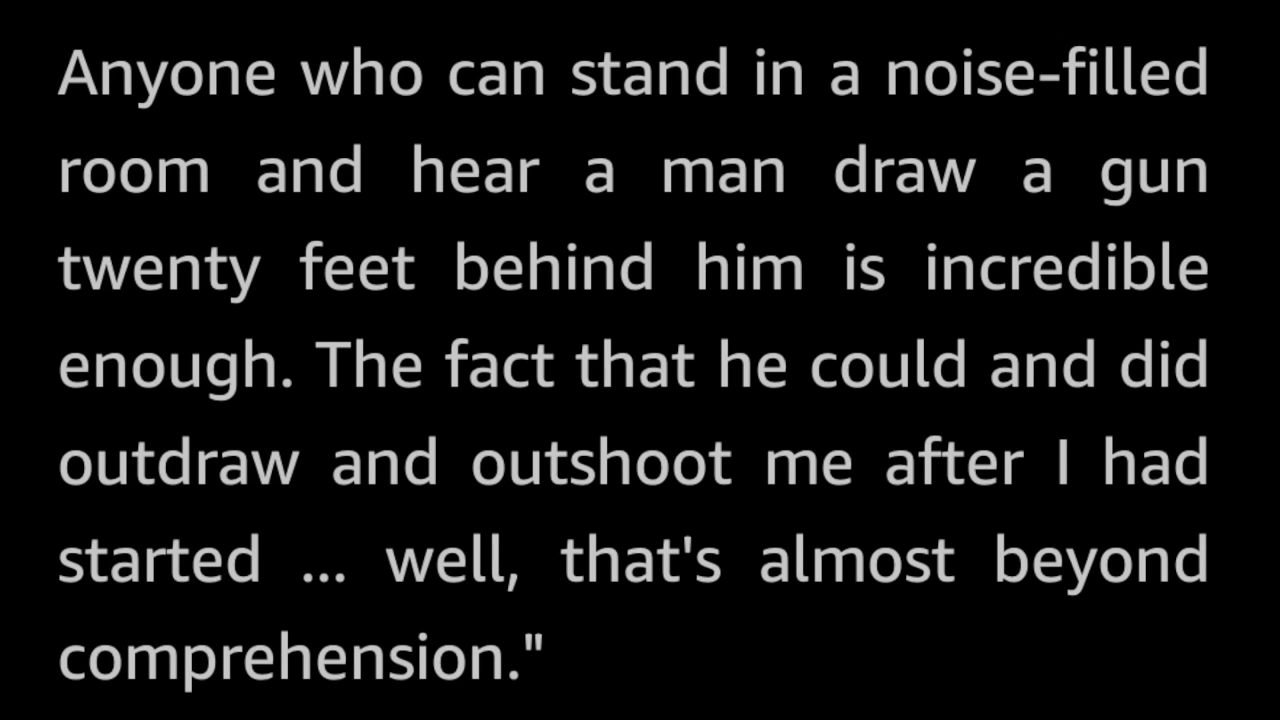 Anyone who can stand in a noise-filled
room and hear a man draw a gun
twenty feet behind him is incredible
enough. The fact that he could and did
outdraw and outshoot me after I had
started ... well, that's almost beyond
comprehension."